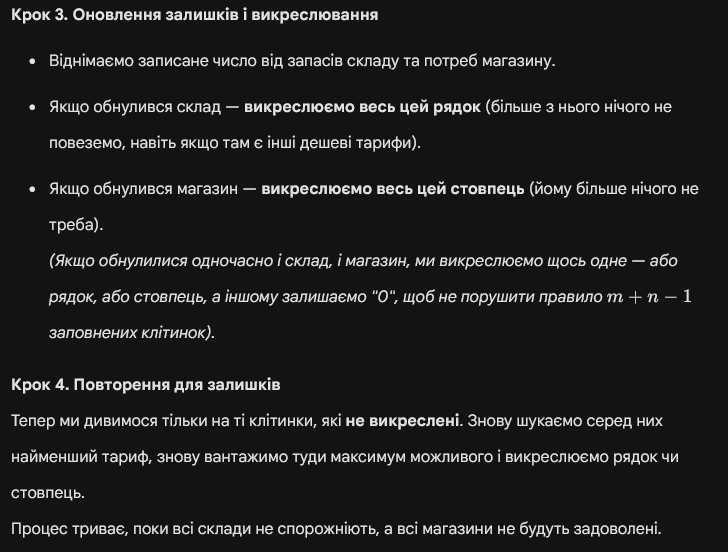 Крок 3. Оновлення залишків і викреслювання
• Віднімаємо записане число від запасів складу та потреб магазину.
• Якщо обнулився склад — викреслюємо весь цей рядок (більше з нього нічого не
повеземо, навіть якщо там є інші дешеві тарифи).
• Якщо обнулився магазин — викреслюємо весь цей стовпець (йому більше нічого не
треба).
(Якщо обнулилися одночасно і склад, і магазин, ми викреслюємо щось одне — або
рядок, або стовпець, а іншому залишаємо "0", щоб не порушити правило m + n − 1
заповнених клітинок).
Крок 4. Повторення для залишків
Тепер ми дивимося тільки на ті клітинки, які не викреслені. Знову шукаємо серед них
найменший тариф, знову вантажимо туди максимум можливого і викреслюємо рядок чи
стовпець.
Процес триває, поки всі склади не спорожніють, а всі магазини не будуть задоволені.